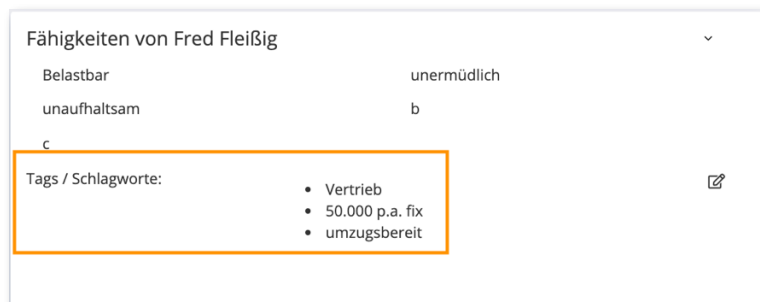 Fähigkeiten von Fred Fleißig
Belastbar unermüdlich
unaufhaltsam b
c
Tags / Schlagworte:
Vertrieb
50.000 p.a. fix
umzugsbereit